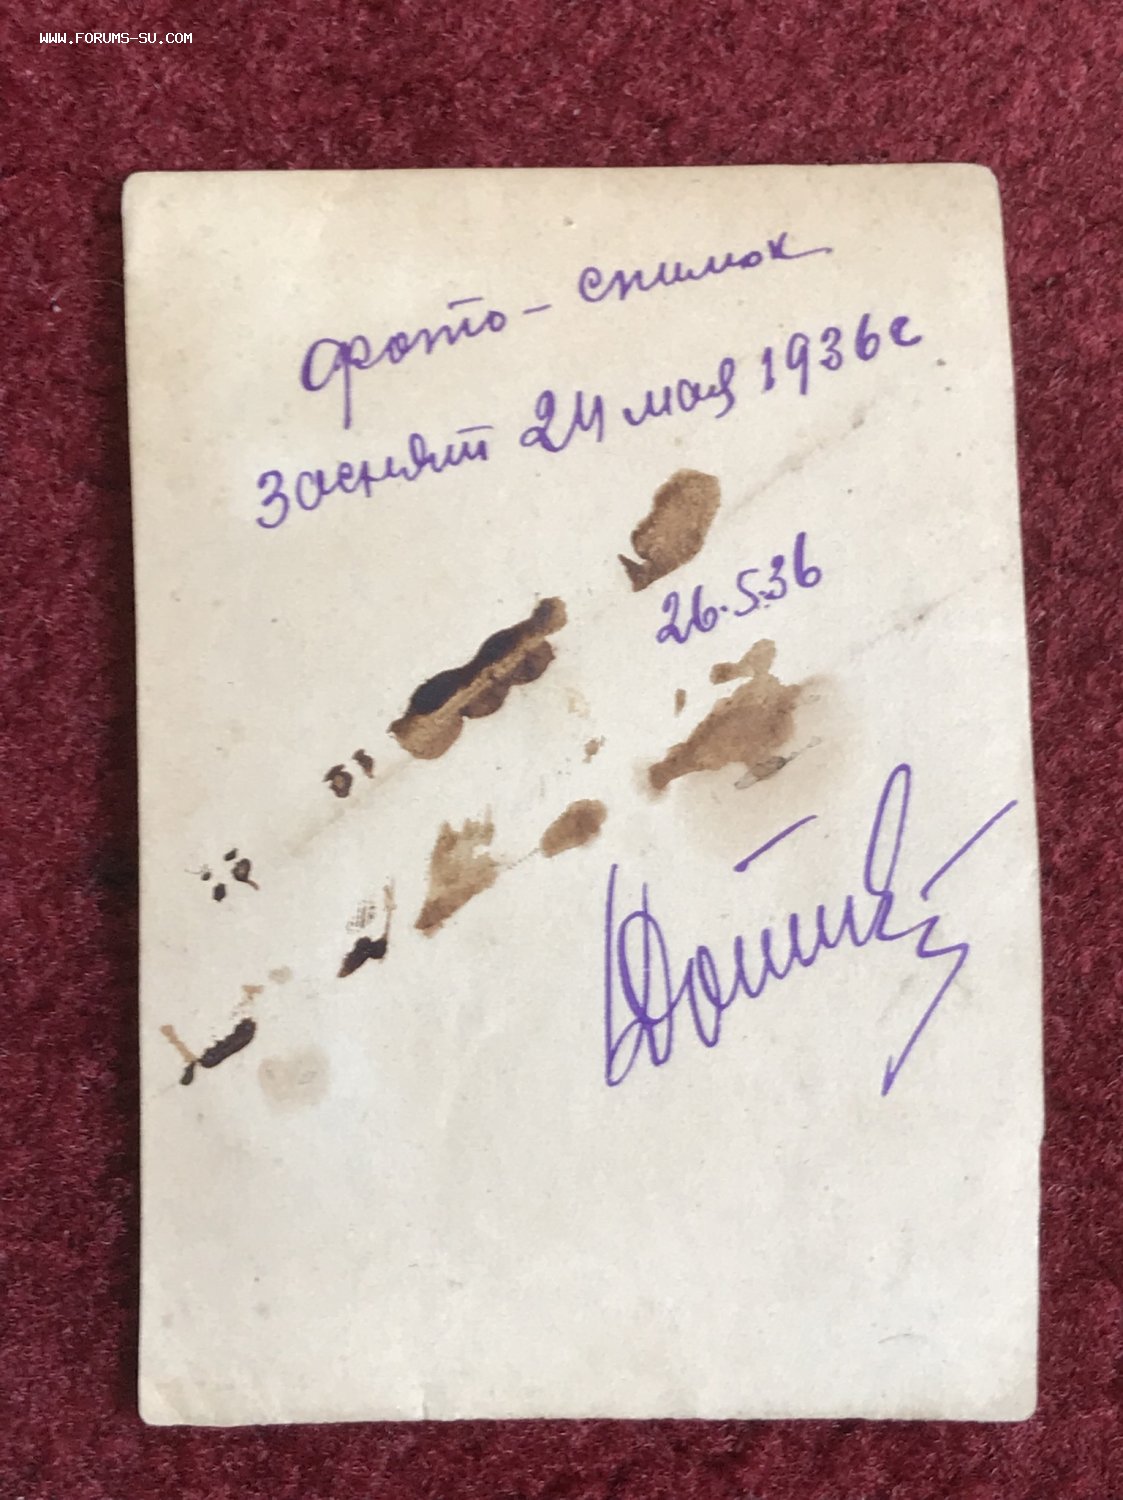 WWW.FORUMS-SU.COM
Фото-снимок
Заснят 24 мая 1936г
26.5.36